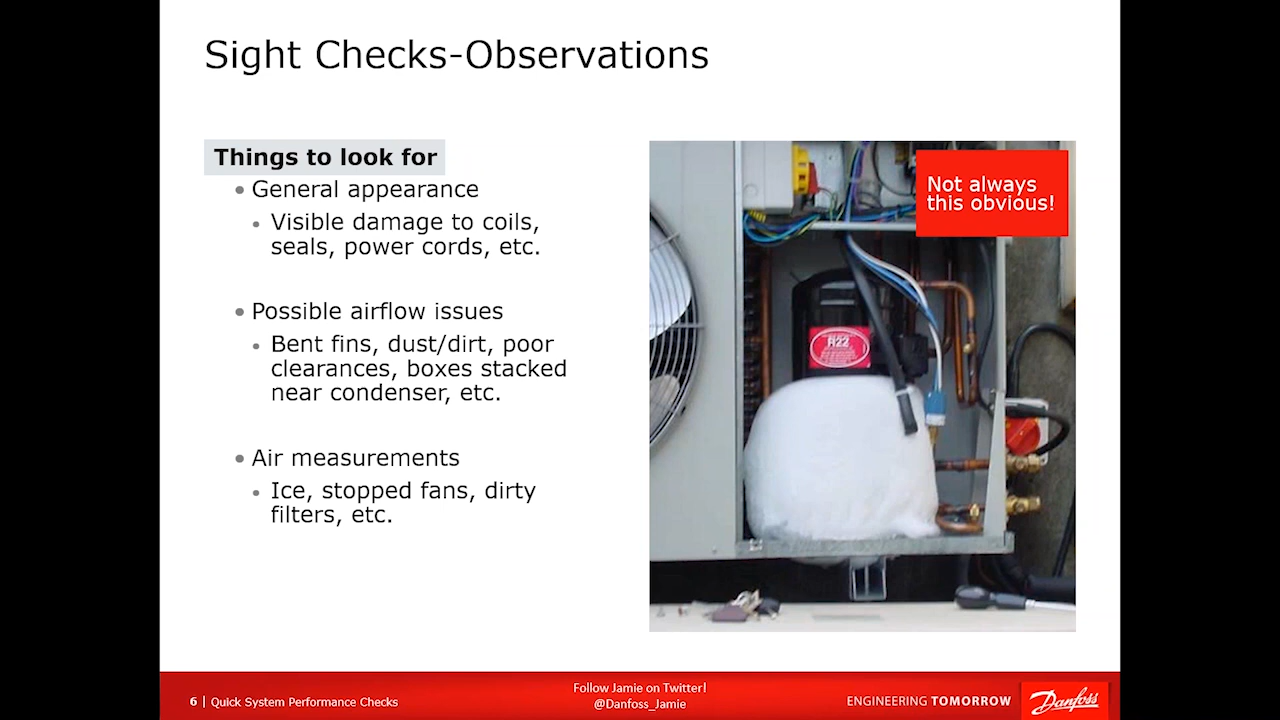 Sight Checks-Observations
Things to look for
• General appearance
• Visible damage to coils,
seals, power cords, etc.
• Possible airflow issues
• Bent fins, dust/dirt, poor
clearances, boxes stacked
near condenser, etc.
• Air measurements
• Ice, stopped fans, dirty
filters, etc.
Not always
this obvious!
R22
6 | Quick System Performance Checks
Follow Jamie on Twitter!
@Danfoss_Jamie
ENGINEERING TOMORROW
Danfoss